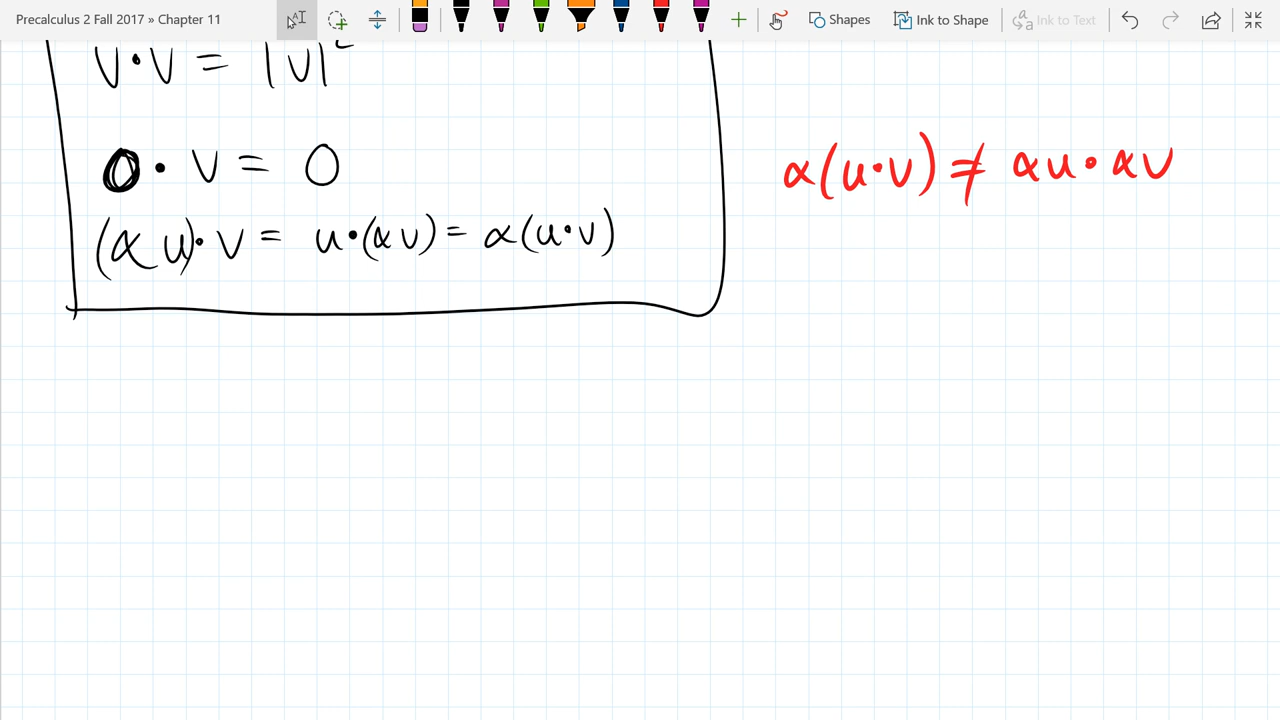 Precalculus 2 Fall 2017 » Chapter 11
Shapes
Ink to Shape
Ink to Text
v·v = |v|²
0 · v = 0
(αu)·v = u·(αv) = α(u·v)
α(u·v) ≠ αu·αv